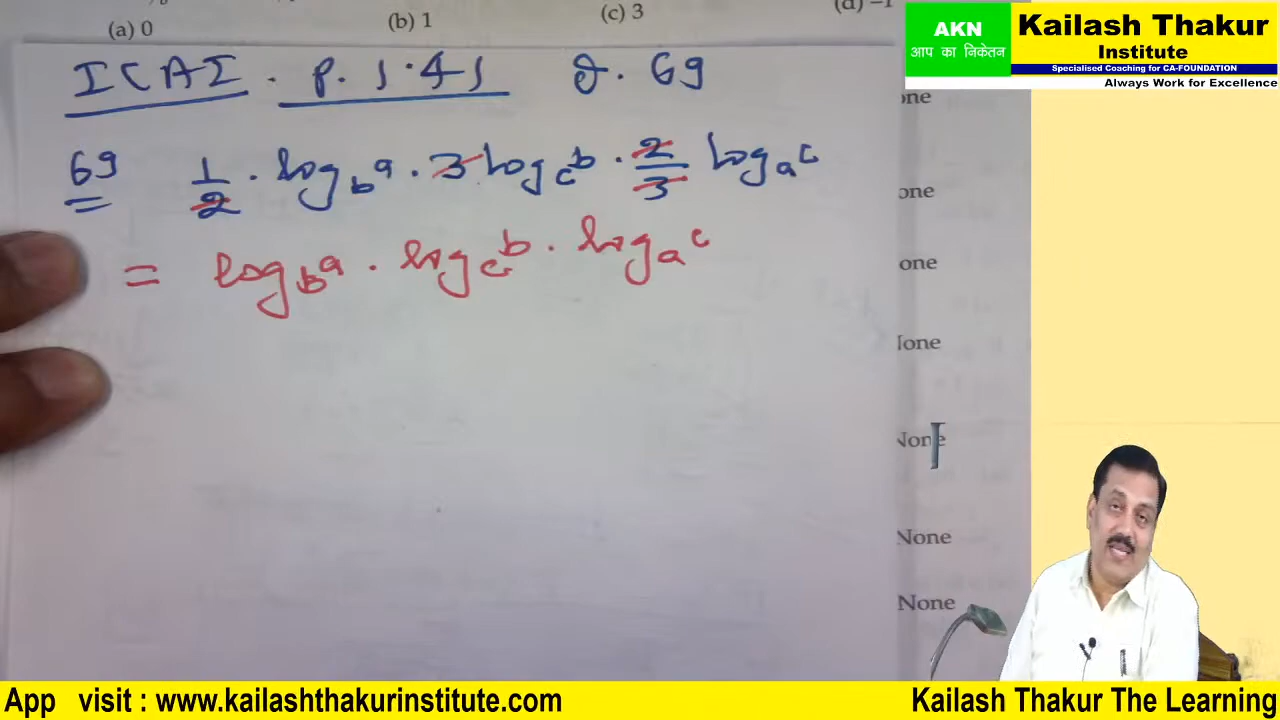 (a) 0 (b) 1 (c) 3 (d) −1
AKN
आप का निकेतन
Kailash Thakur
Institute
Specialised Coaching for CA-FOUNDATION
Always Work for Excellence
ICAI. P. 5.41 Q. 69
69 1/2 · log_b a · 3 log_c b · 2/3 log_a c
= log_b a · log_c b · log_a c
one
one
one
None
None
None
App visit : www.kailashthakurinstitute.com
Kailash Thakur The Learning